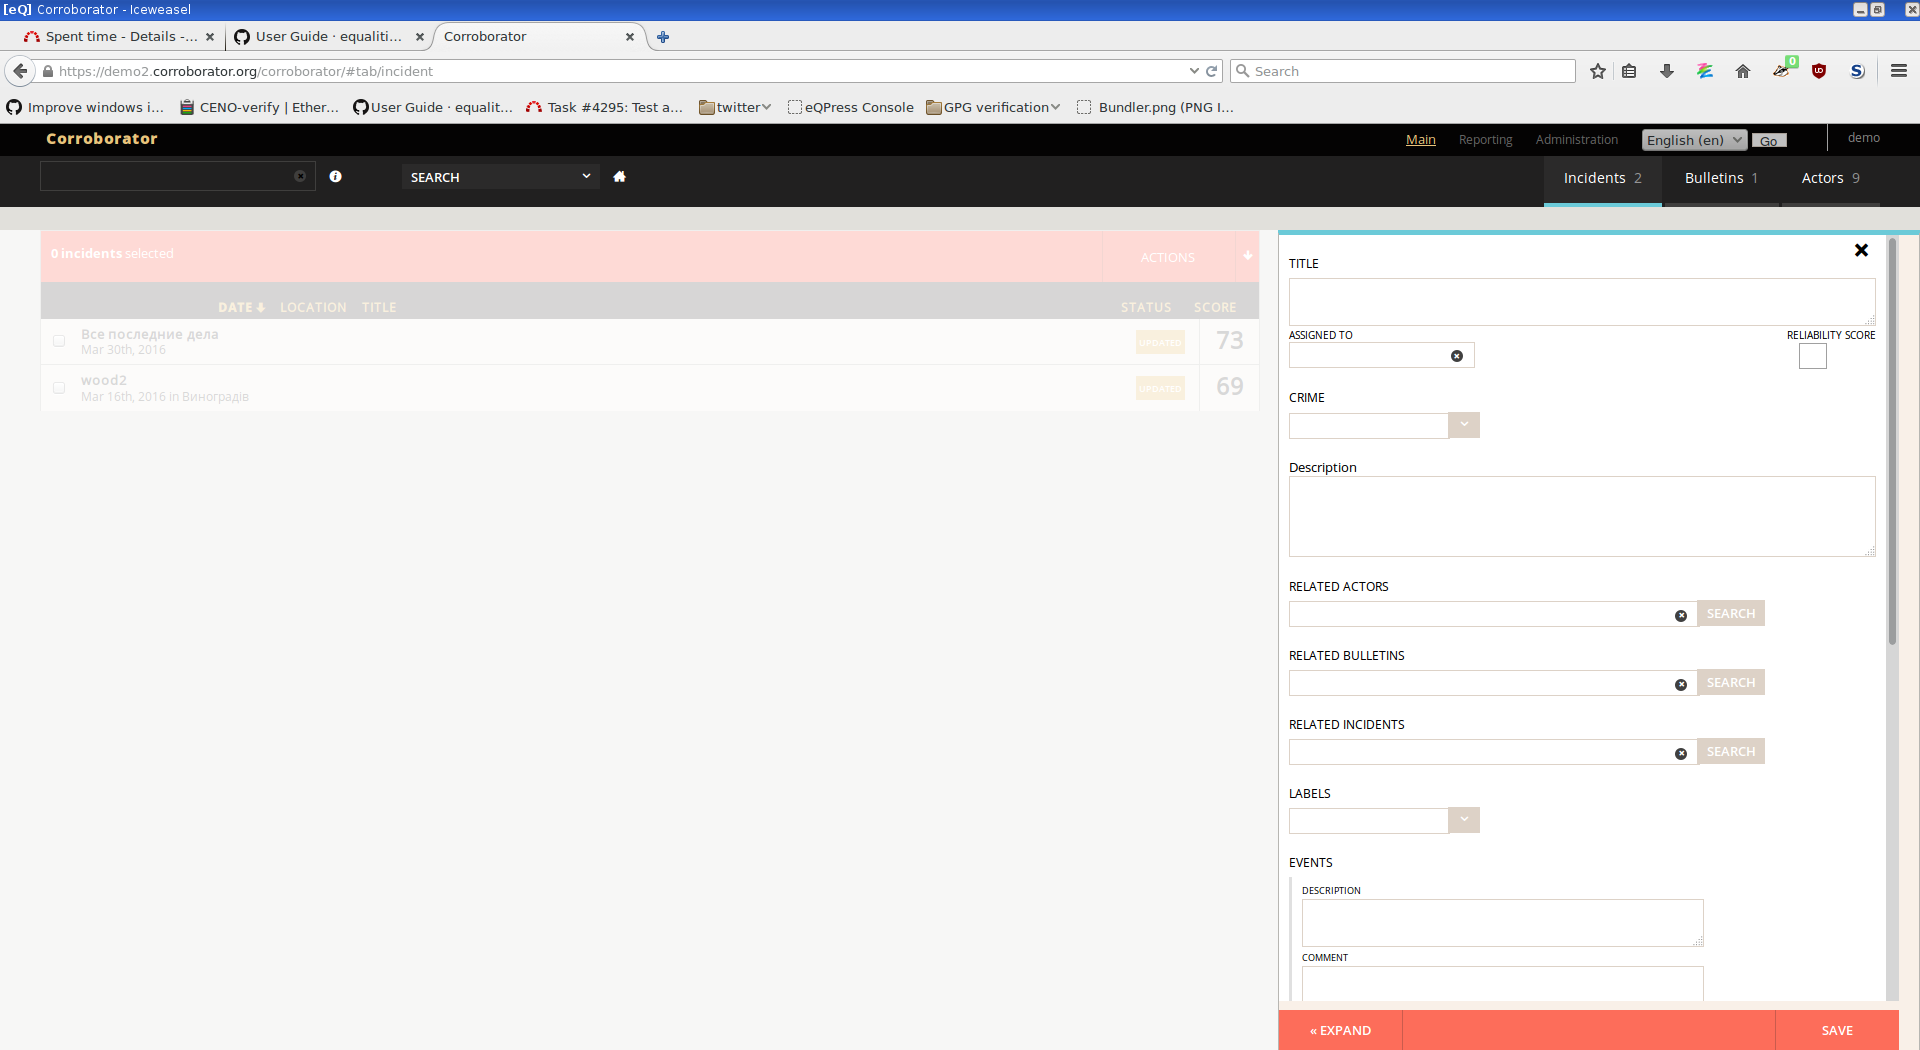 [eQ] Corroborator - Iceweasel
Spent time - Details -...
User Guide · equaliti...
Corroborator
https://demo2.corroborator.org/corroborator/#tab/incident
Search
0
Improve windows i...
CENO-verify | Ether...
User Guide · equalit...
Task #4295: Test a...
twitter
eQPress Console
GPG verification
Bundler.png (PNG I...
Corroborator
Main
Reporting
Administration
English (en)
Go
demo
SEARCH
Incidents 2
Bulletins 1
Actors 9
0 incidents selected
ACTIONS
DATE
LOCATION
TITLE
STATUS
SCORE
Все последние дела
Mar 30th, 2016
UPDATED
73
wood2
Mar 16th, 2016 in Виноградів
UPDATED
69
TITLE
ASSIGNED TO
RELIABILITY SCORE
CRIME
Description
RELATED ACTORS
SEARCH
RELATED BULLETINS
SEARCH
RELATED INCIDENTS
SEARCH
LABELS
EVENTS
DESCRIPTION
COMMENT
« EXPAND
SAVE